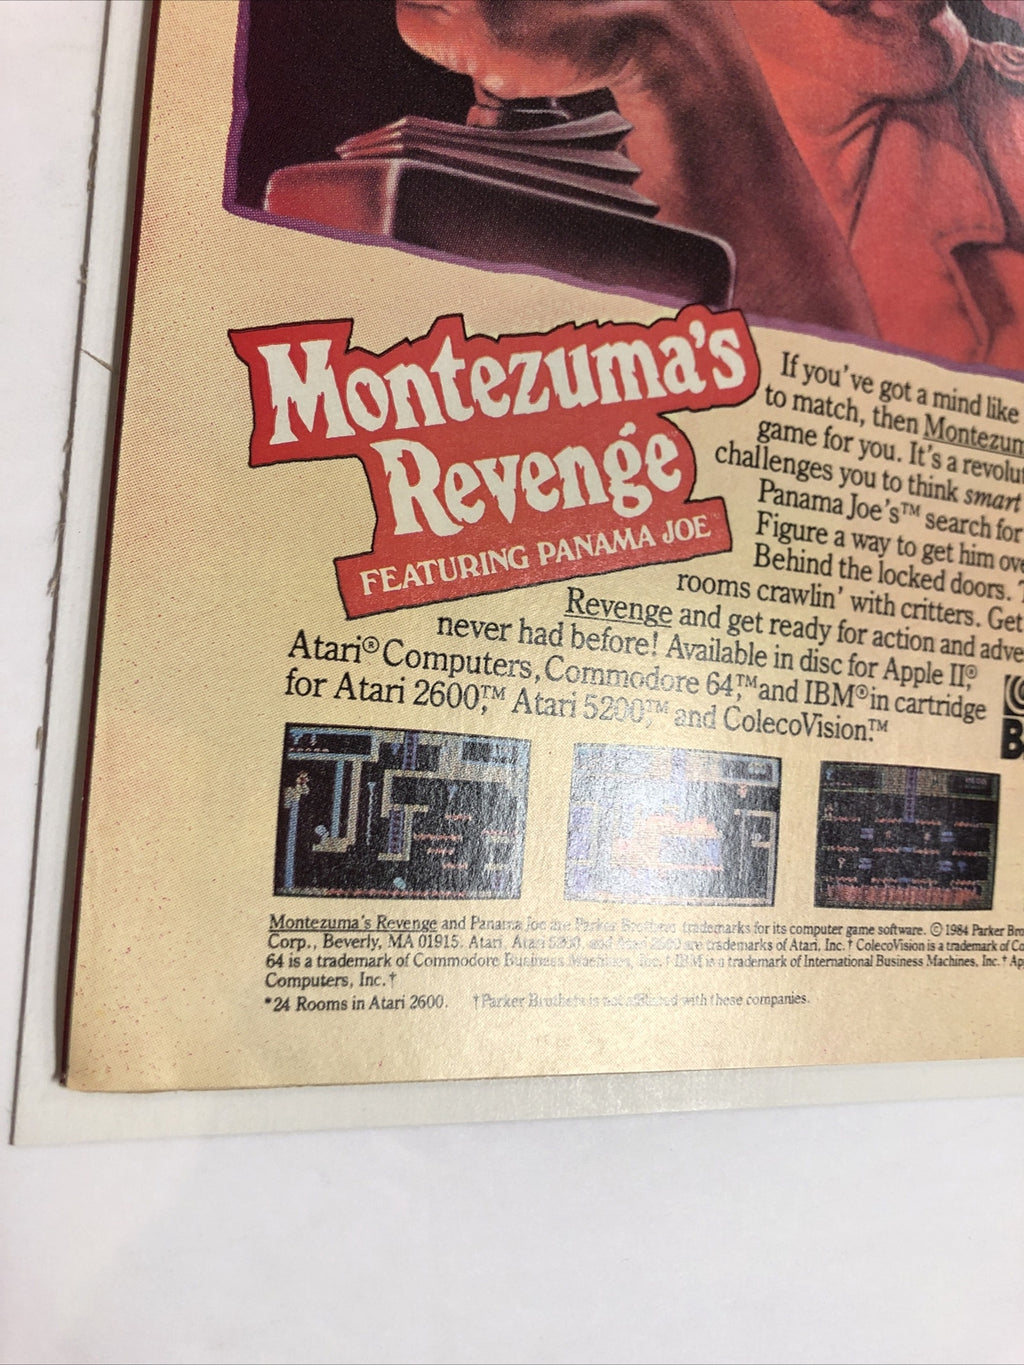 Montezuma's
Revenge
FEATURING PANAMA JOE™
If you've got a mind like
to match, then Montezum
game for you. It's a revolut
challenges you to think smart
Panama Joe's™ search for
Figure a way to get him ove
Behind the locked doors.
rooms crawlin' with critters. Get
Revenge and get ready for action and adve
never had before! Available in disc for Apple II,®
Atari® Computers, Commodore 64,™ and IBM® in cartridge
for Atari 2600,™ Atari 5200,™ and ColecoVision.™
B
Montezuma's Revenge and Panama Joe are Parker Brothers trademarks for its computer game software. © 1984 Parker Bro
Corp., Beverly, MA 01915. Atari, Atari 5200, and Atari 2600 are trademarks of Atari, Inc.† ColecoVision is a trademark of Co
64 is a trademark of Commodore Business Machines, Inc.† IBM is a trademark of International Business Machines, Inc.† Ap
Computers, Inc.†
*24 Rooms in Atari 2600. †Parker Brothers is not affiliated with these companies.